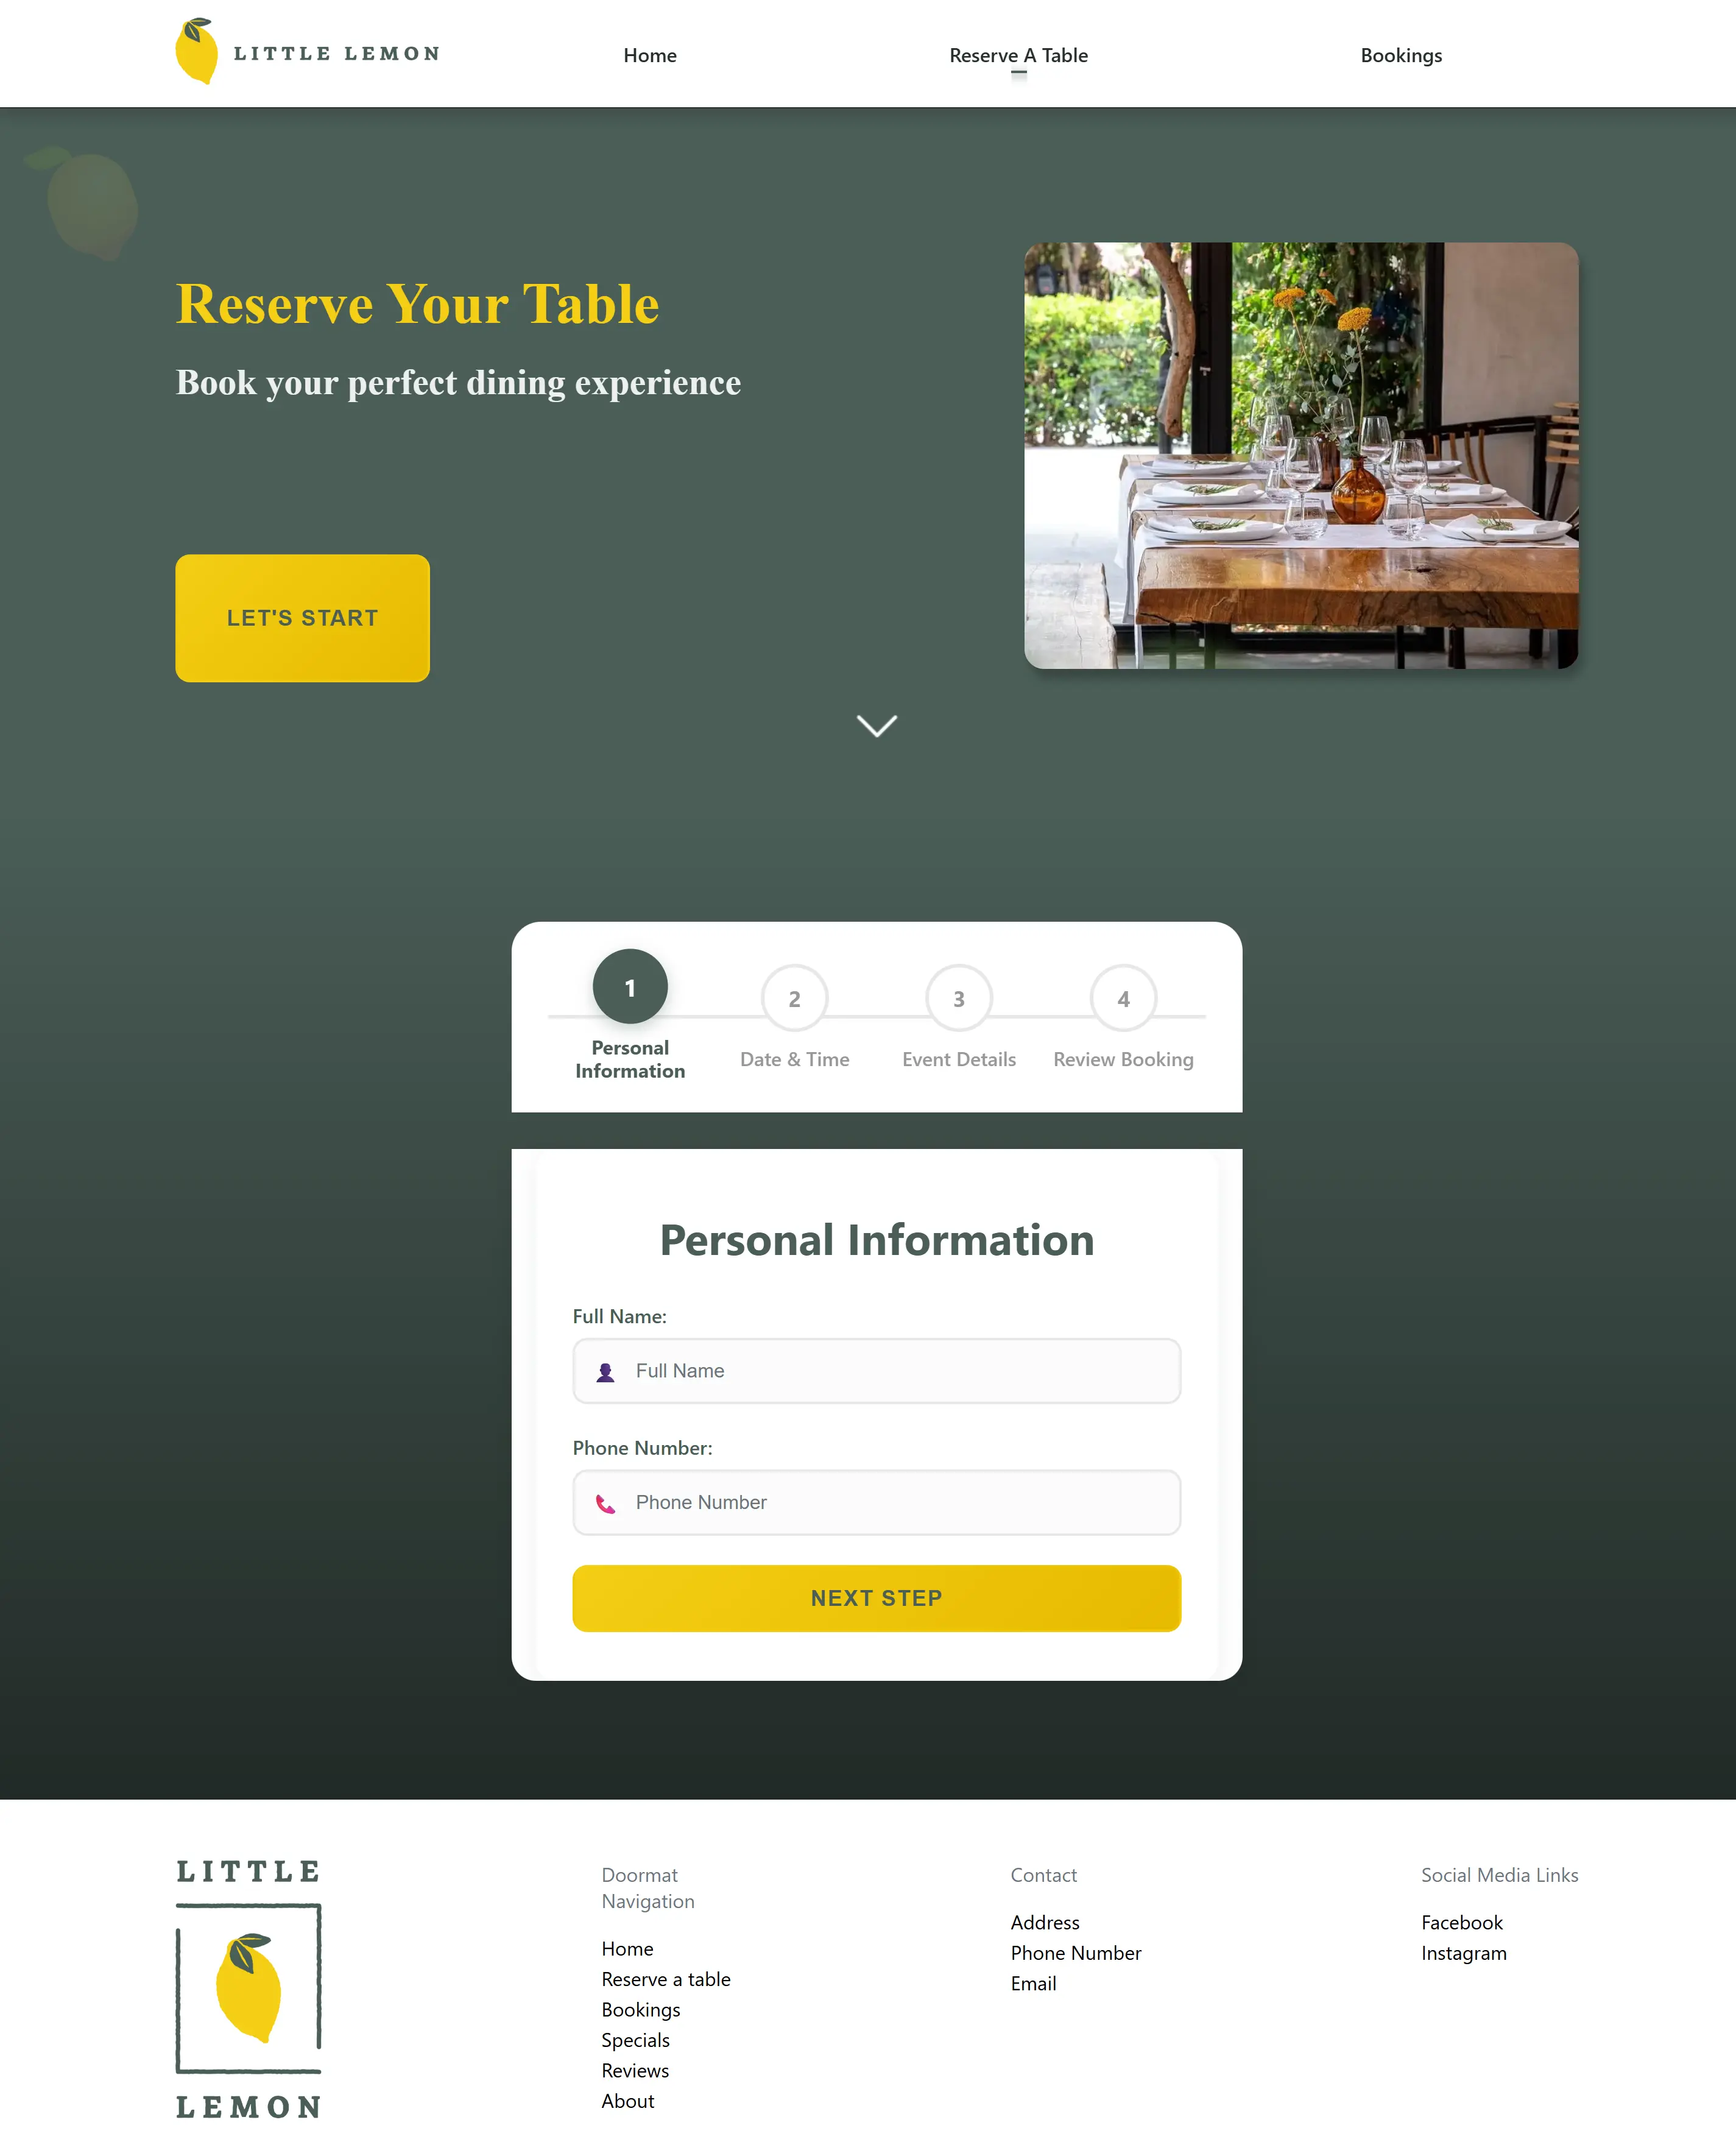 LITTLE LEMON
Home
Reserve A Table
Bookings
Reserve Your Table
Book your perfect dining experience
LET'S START
1
Personal
Information
2
Date & Time
3
Event Details
4
Review Booking
Personal Information
Full Name:
Full Name
Phone Number:
Phone Number
NEXT STEP
LITTLE
LEMON
Doormat
Navigation
Home
Reserve a table
Bookings
Specials
Reviews
About
Contact
Address
Phone Number
Email
Social Media Links
Facebook
Instagram